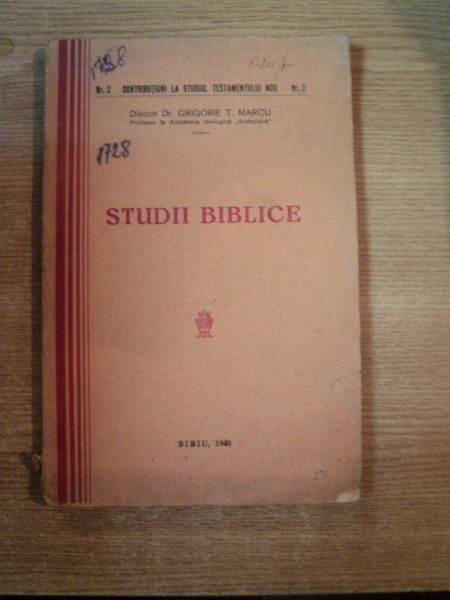 1728
Nr. 2 CONTRIBUȚIUNI LA STUDIUL TESTAMENTULUI NOU Nr. 2
Diacon Dr. GRIGORIE T. MARCU
Profesor la Academia teologică „Andreiană”
1728
STUDII BIBLICE
SIBIU, 1940